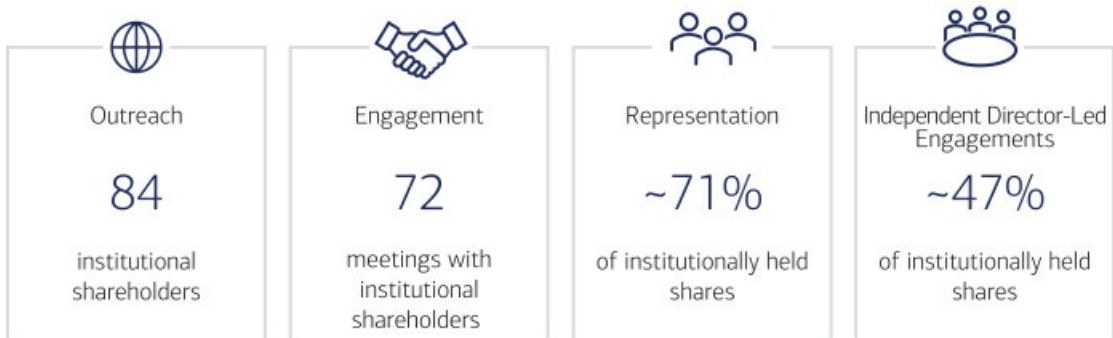 Outreach
84
institutional
shareholders
Engagement
72
meetings with
institutional
shareholders
Representation
~71%
of institutionally held
shares
Independent Director-Led
Engagements
~47%
of institutionally held
shares